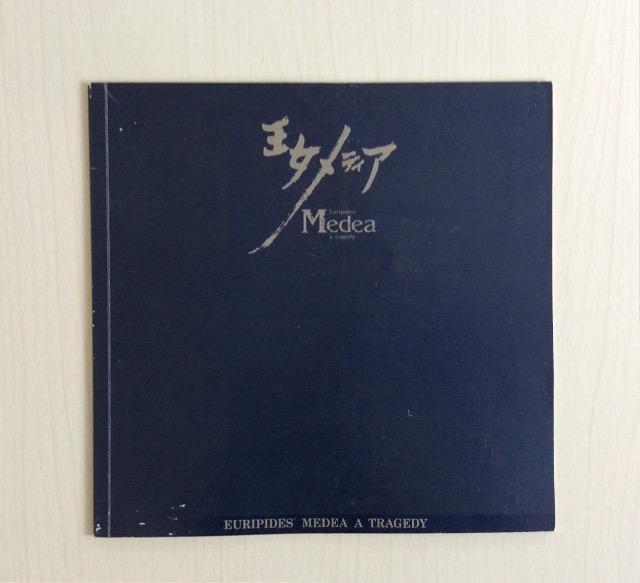 王女メディア
Euripides'
Medea
a tragedy
EURIPIDES' MEDEA A TRAGEDY